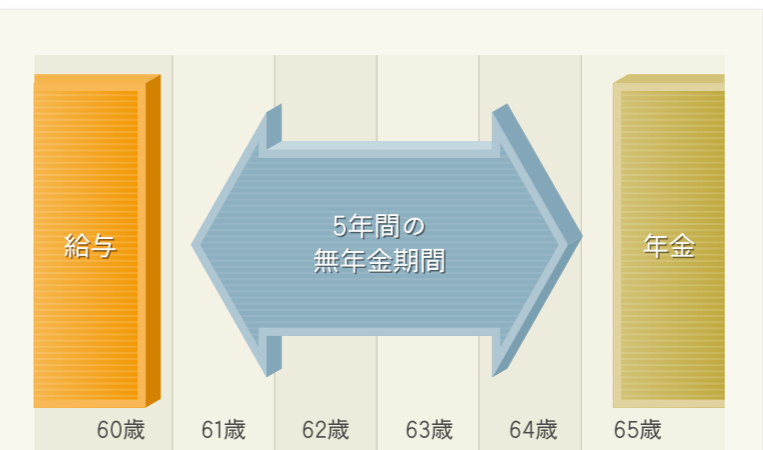 給与
5年間の
無年金期間
年金
60歳
61歳
62歳
63歳
64歳
65歳